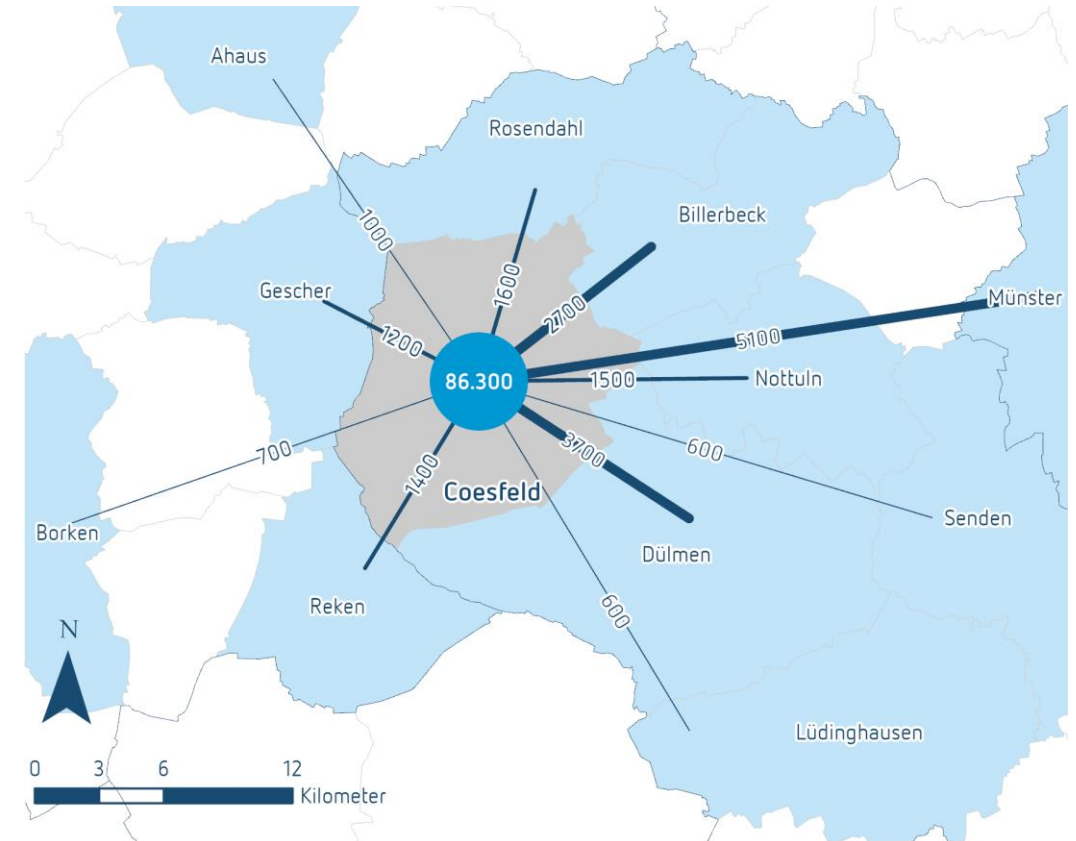 Ahaus
Rosendahl
Billerbeck
1000
Gescher
1600
2700
Münster
1200
5100
86.300
1500
Nottuln
700
3700
600
1400
Coesfeld
Borken
Senden
Dülmen
Reken
600
N
Lüdinghausen
0 3 6 12
Kilometer